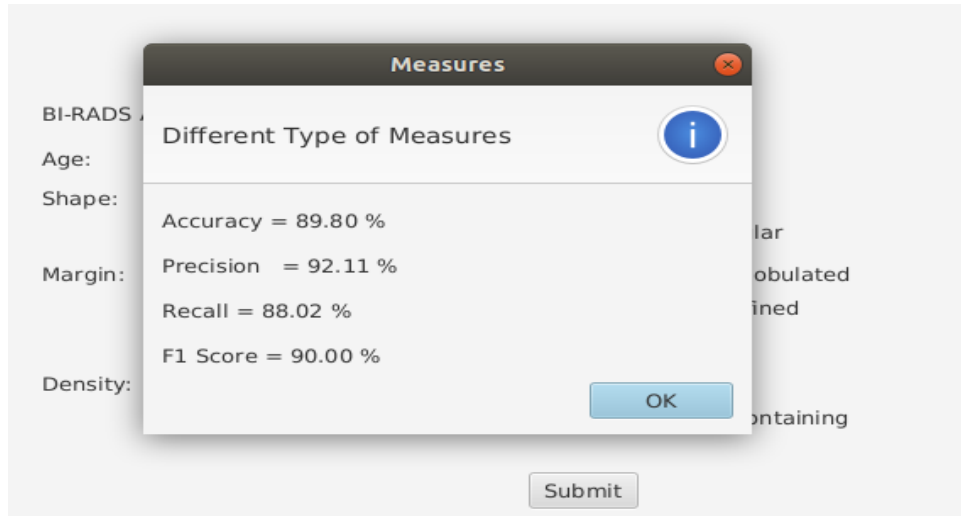 Measures
BI-RADS
Different Type of Measures
i
Age:
Shape:
Accuracy = 89.80 %
lar
Precision = 92.11 %
Margin:
obulated
Recall = 88.02 %
ined
F1 Score = 90.00 %
Density:
OK
ontaining
Submit